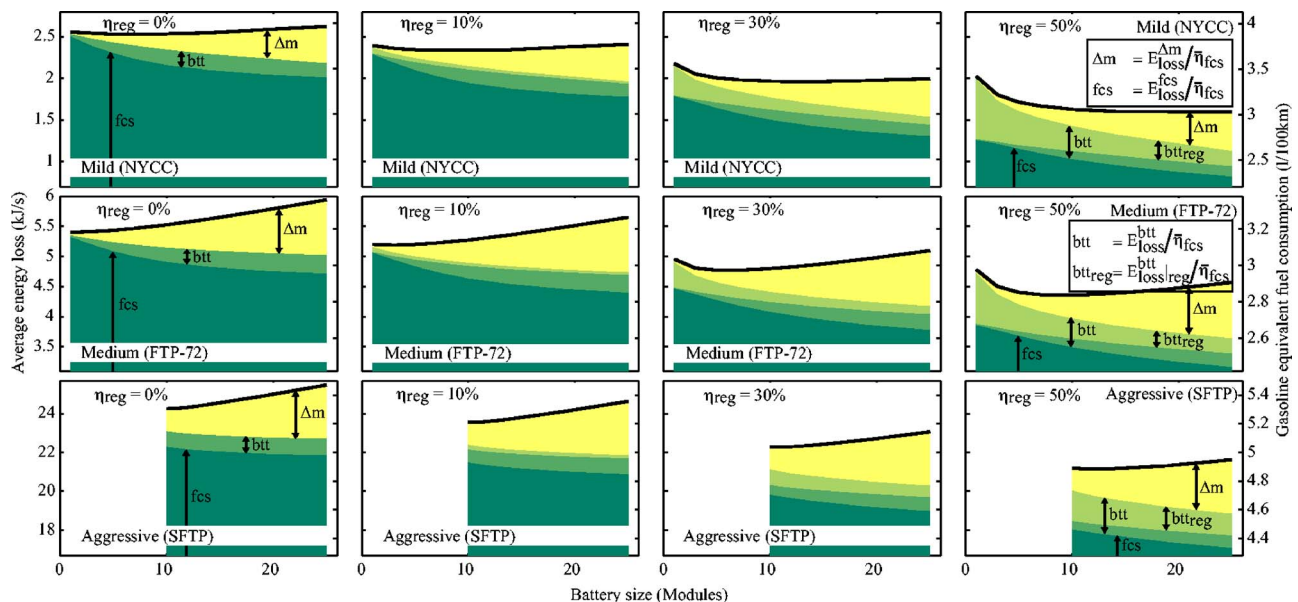 ηreg = 0%
ηreg = 10%
ηreg = 30%
ηreg = 50%
Mild (NYCC)
Δm = E^Δm_loss/η̄fcs
fcs = E^fcs_loss/η̄fcs
2.5
2
1.5
1
Δm
btt
fcs
Mild (NYCC)
Mild (NYCC)
Mild (NYCC)
Δm
btt
bttreg
fcs
4
3.5
3
2.5
ηreg = 0%
ηreg = 10%
ηreg = 30%
ηreg = 50%
Medium (FTP-72)
btt = E^btt_loss/η̄fcs
bttreg = E^btt_loss|reg/η̄fcs
6
5.5
5
4.5
4
3.5
3
Δm
btt
fcs
Medium (FTP-72)
Medium (FTP-72)
Medium (FTP-72)
Δm
btt
bttreg
fcs
3.2
3
2.8
2.6
ηreg = 0%
ηreg = 10%
ηreg = 30%
ηreg = 50%
Aggressive (SFTP)
24
22
20
18
Δm
btt
fcs
Aggressive (SFTP)
Aggressive (SFTP)
Aggressive (SFTP)
Δm
btt
bttreg
fcs
5.4
5.2
5
4.8
4.6
4.4
0 10 20
0 10 20
0 10 20
0 10 20
Battery size (Modules)
Average energy loss (kJ/s)
Gasoline equivalent fuel consumption (l/100km)